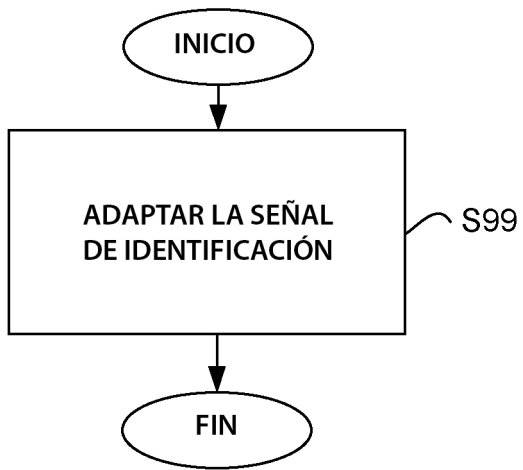 INICIO
ADAPTAR LA SEÑAL
DE IDENTIFICACIÓN
S99
FIN